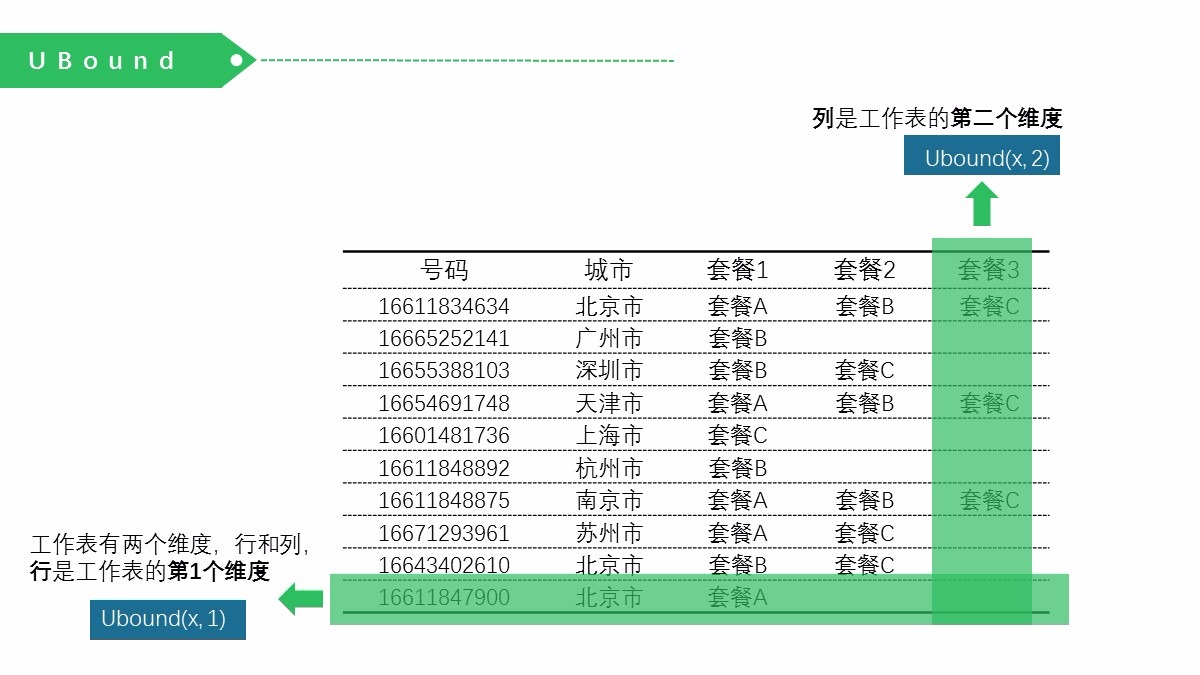 UBound
列是工作表的第二个维度
Ubound(x, 2)
号码 城市 套餐1 套餐2 套餐3
16611834634 北京市 套餐A 套餐B 套餐C
16665252141 广州市 套餐B
16655388103 深圳市 套餐B 套餐C
16654691748 天津市 套餐A 套餐B 套餐C
16601481736 上海市 套餐C
16611848892 杭州市 套餐B
16611848875 南京市 套餐A 套餐B 套餐C
16671293961 苏州市 套餐A 套餐C
16643402610 北京市 套餐B 套餐C
16611847900 北京市 套餐A
工作表有两个维度，行和列，
行是工作表的第1个维度
Ubound(x, 1)